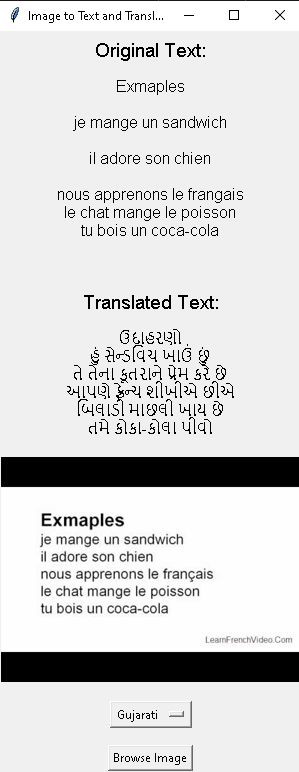 Image to Text and Transl...
Original Text:
Exmaples
je mange un sandwich
il adore son chien
nous apprenons le frangais
le chat mange le poisson
tu bois un coca-cola
Translated Text:
ઉદાહરણો
હું સેન્ડવિચ ખાઉં છું
તે તેના કૂતરાને પ્રેમ કરે છે
આપણે ફ્રેન્ચ શીખીએ છીએ
બિલાડી માછલી ખાય છે
તમે કોકા-કોલા પીવો
Exmaples
je mange un sandwich
il adore son chien
nous apprenons le français
le chat mange le poisson
tu bois un coca-cola
LearnFrenchVideo.Com
Gujarati
Browse Image